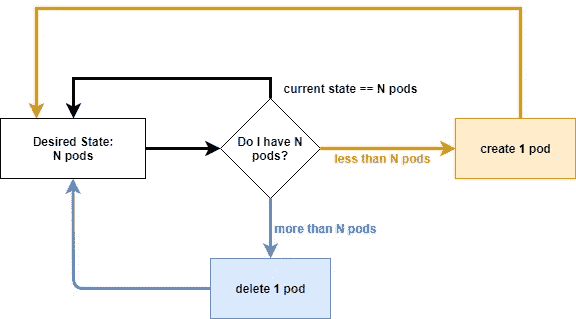 current state == N pods
Desired State:
N pods
Do I have N
pods?
less than N pods
create 1 pod
more than N pods
delete 1 pod